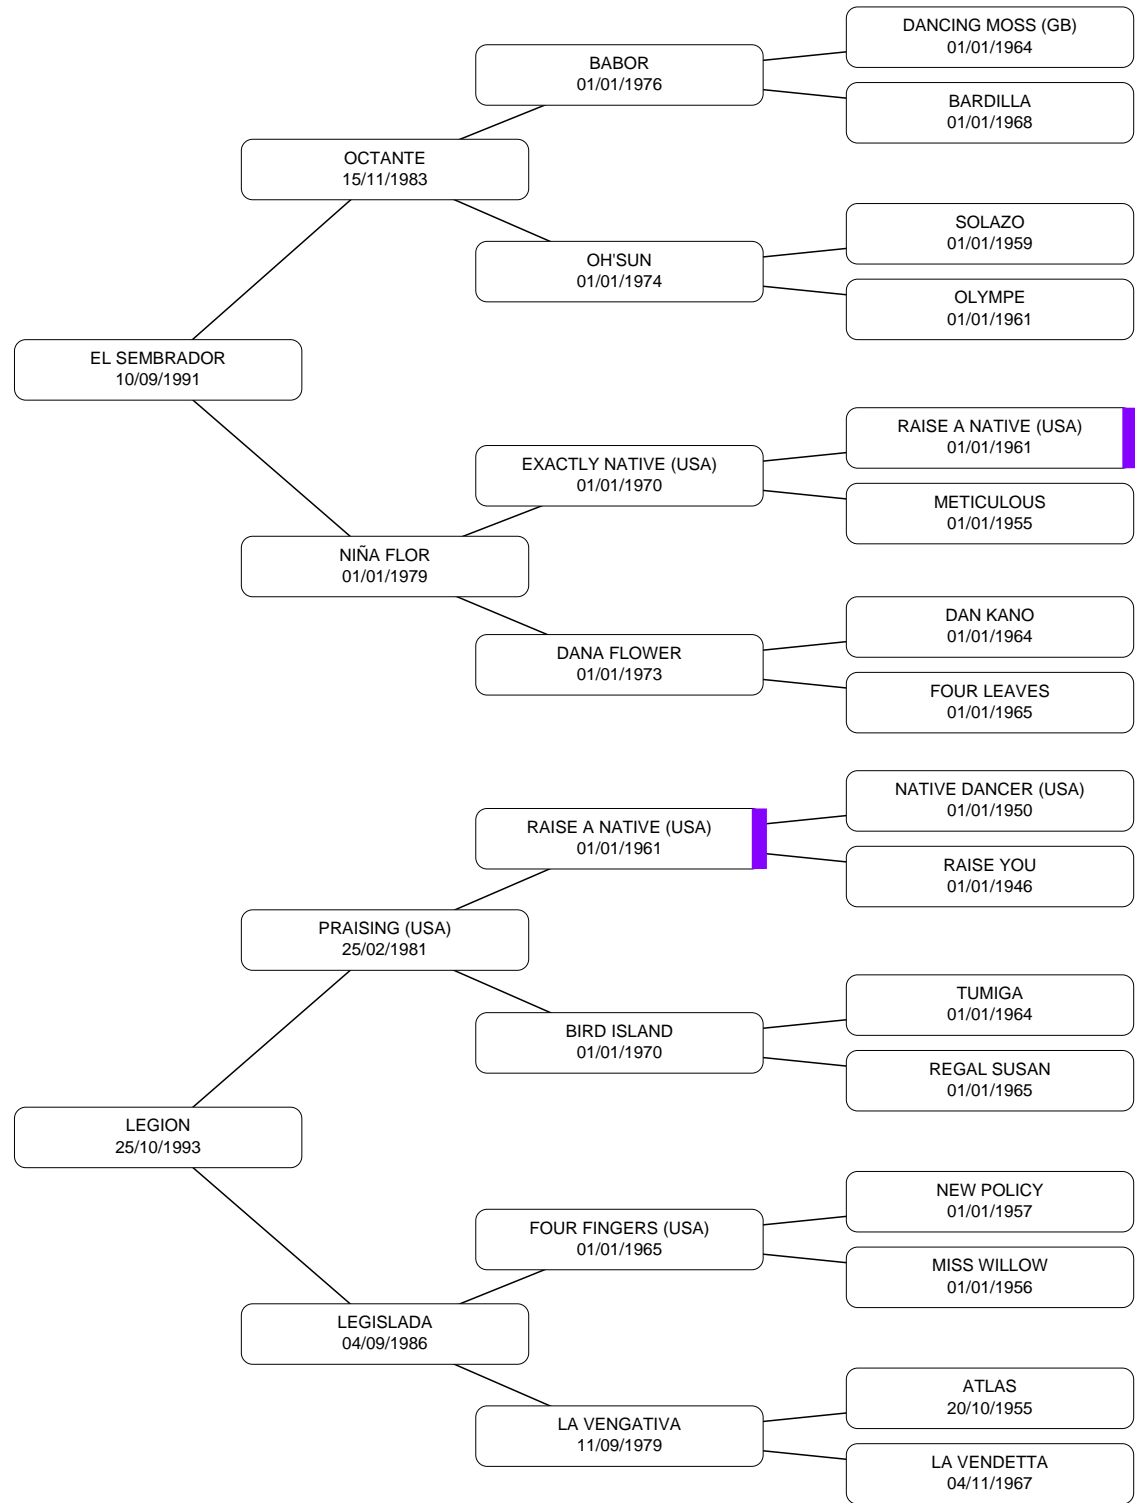 DANCING MOSS (GB)
01/01/1964
BABOR
01/01/1976
BARDILLA
01/01/1968
OCTANTE
15/11/1983
SOLAZO
01/01/1959
OH'SUN
01/01/1974
OLYMPE
01/01/1961
EL SEMBRADOR
10/09/1991
RAISE A NATIVE (USA)
01/01/1961
EXACTLY NATIVE (USA)
01/01/1970
METICULOUS
01/01/1955
NIÑA FLOR
01/01/1979
DAN KANO
01/01/1964
DANA FLOWER
01/01/1973
FOUR LEAVES
01/01/1965
NATIVE DANCER (USA)
01/01/1950
RAISE A NATIVE (USA)
01/01/1961
RAISE YOU
01/01/1946
PRAISING (USA)
25/02/1981
TUMIGA
01/01/1964
BIRD ISLAND
01/01/1970
REGAL SUSAN
01/01/1965
LEGION
25/10/1993
NEW POLICY
01/01/1957
FOUR FINGERS (USA)
01/01/1965
MISS WILLOW
01/01/1956
LEGISLADA
04/09/1986
ATLAS
20/10/1955
LA VENGATIVA
11/09/1979
LA VENDETTA
04/11/1967